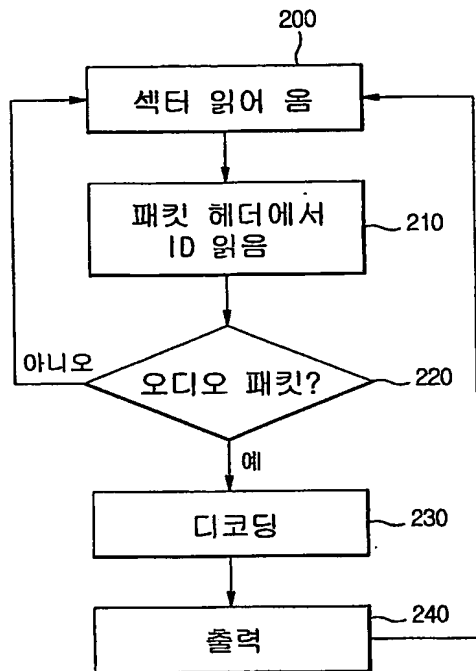 200
섹터 읽어 옴
패킷 헤더에서
ID 읽음
210
아니오
오디오 패킷?
220
예
디코딩
230
출력
240